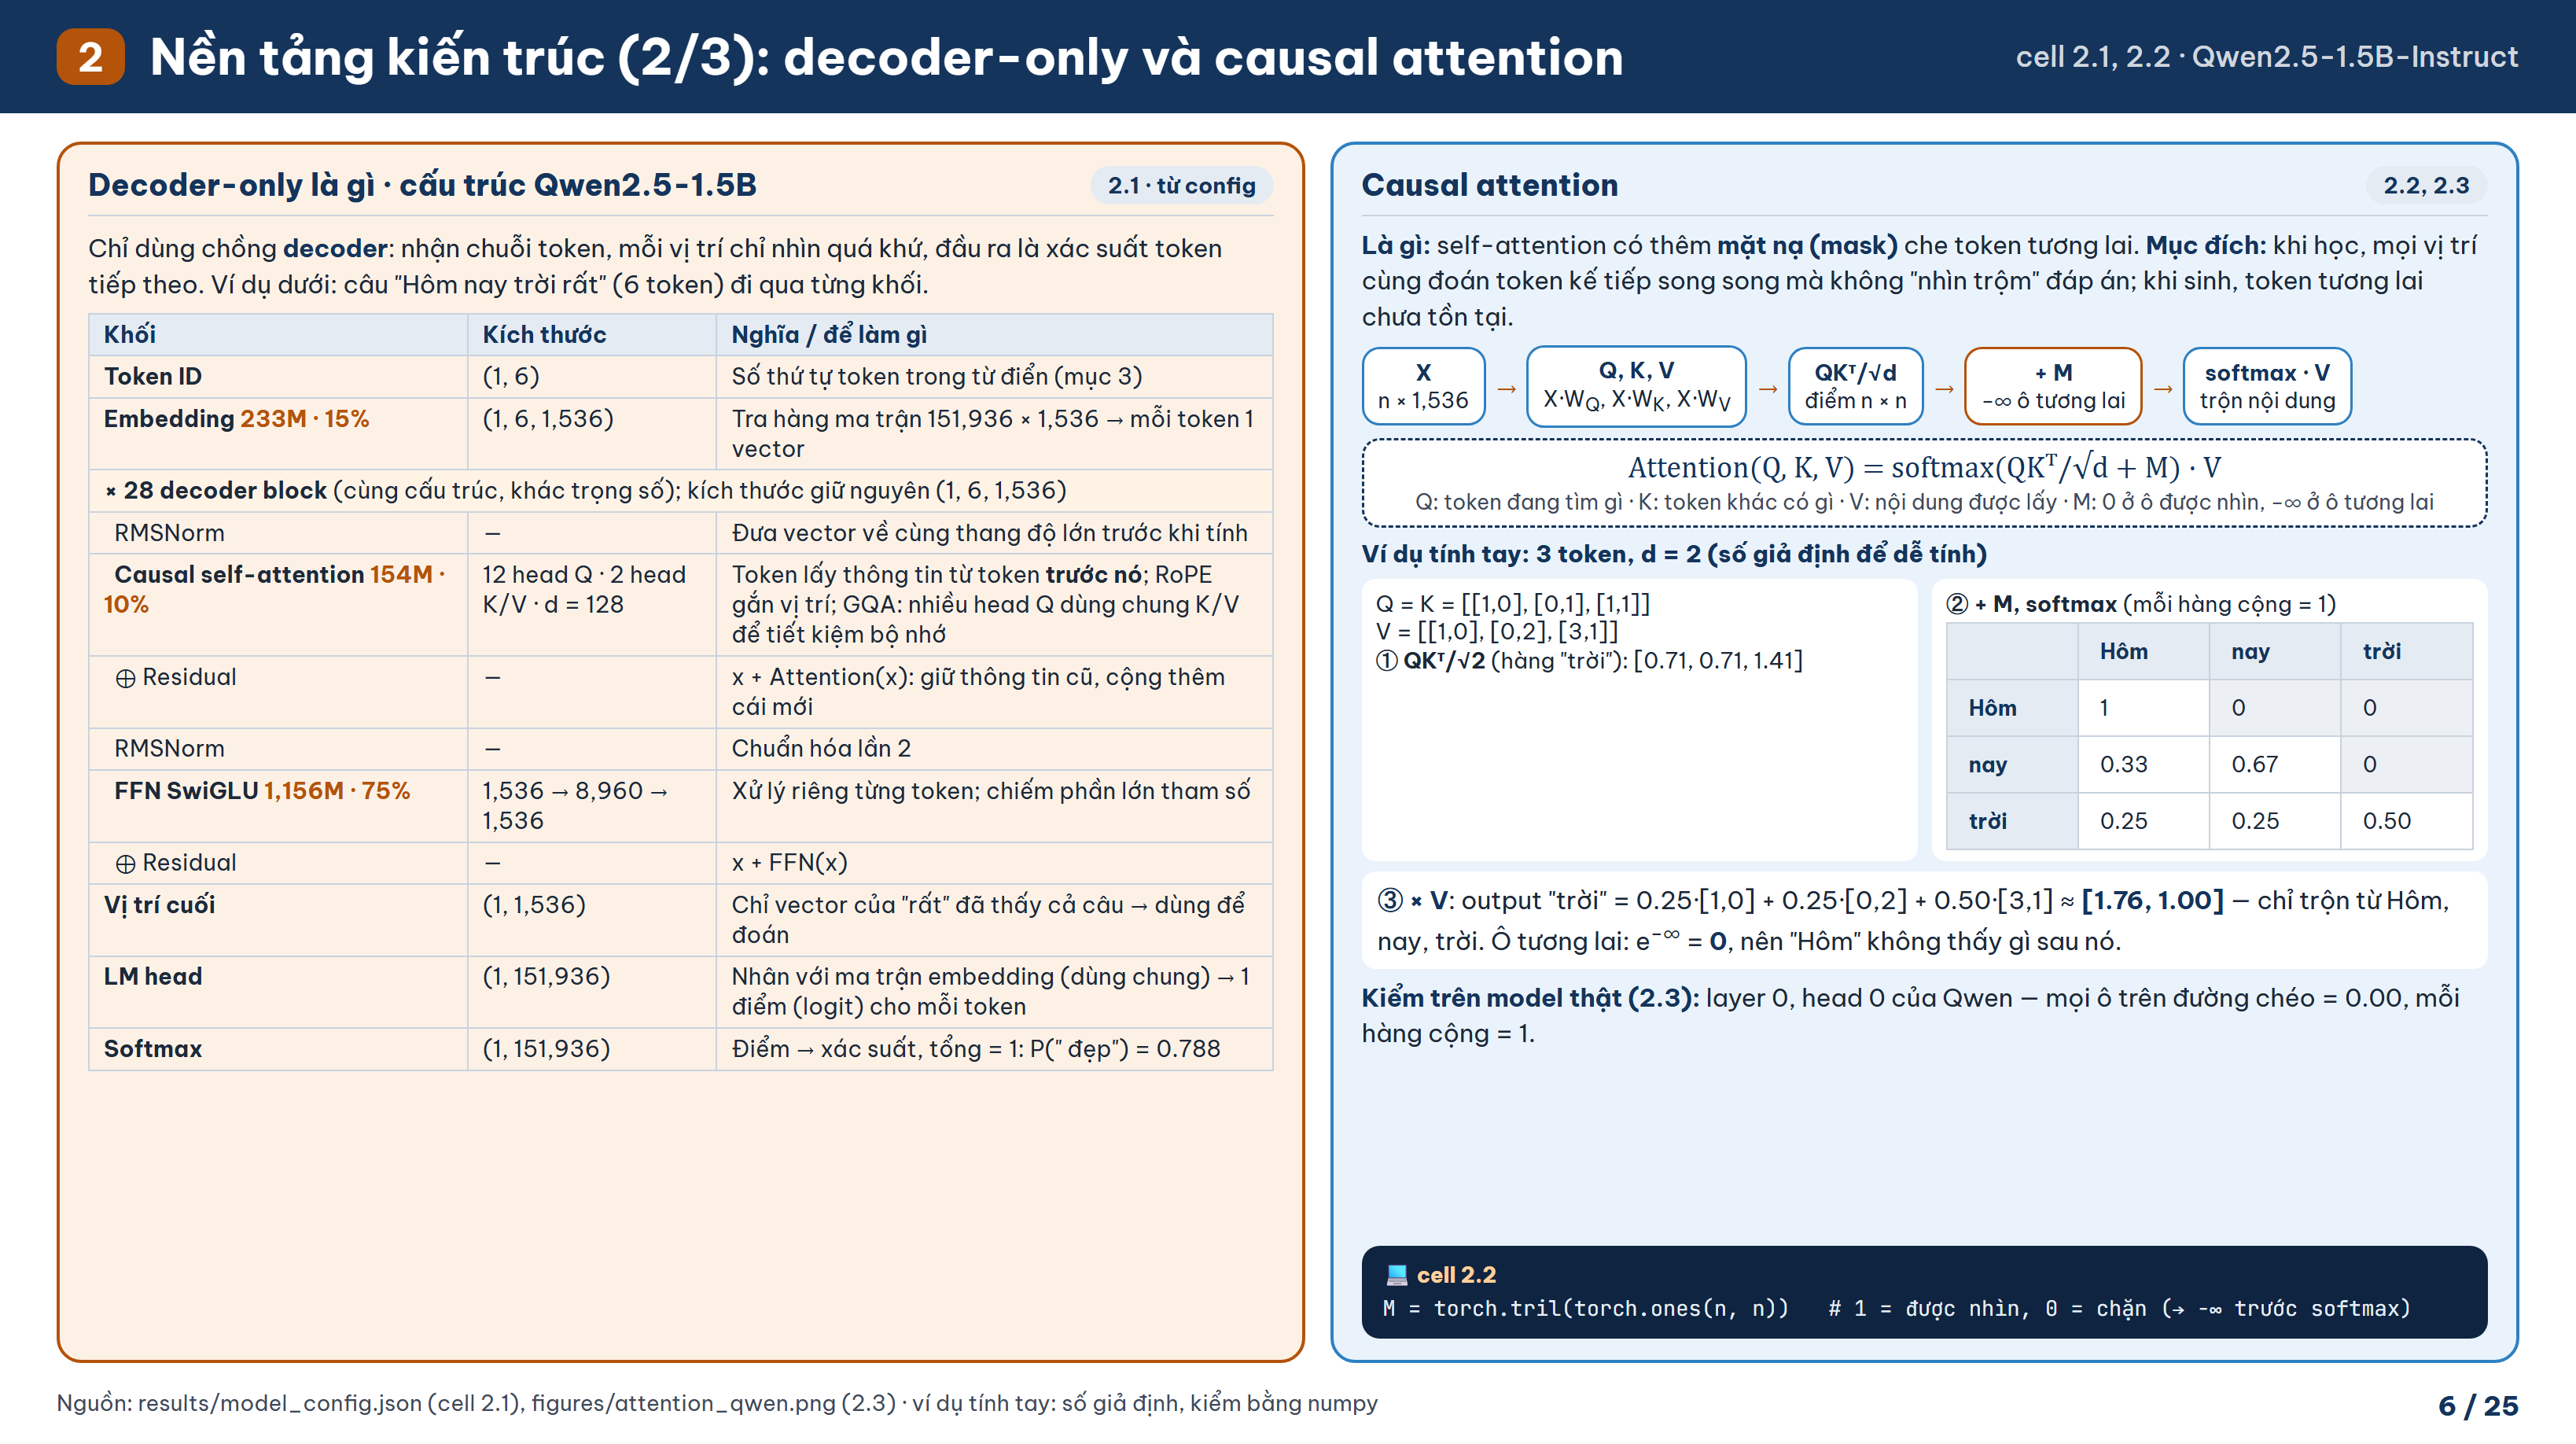 2 Nền tảng kiến trúc (2/3): decoder-only và causal attention
cell 2.1, 2.2 · Qwen2.5-1.5B-Instruct
Decoder-only là gì · cấu trúc Qwen2.5-1.5B
2.1 · từ config
Chỉ dùng chồng decoder: nhận chuỗi token, mỗi vị trí chỉ nhìn quá khứ, đầu ra là xác suất token
tiếp theo. Ví dụ dưới: câu "Hôm nay trời rất" (6 token) đi qua từng khối.
Khối Kích thước Nghĩa / để làm gì
Token ID (1, 6) Số thứ tự token trong từ điển (mục 3)
Embedding 233M · 15% (1, 6, 1,536) Tra hàng ma trận 151,936 × 1,536 → mỗi token 1
vector
× 28 decoder block (cùng cấu trúc, khác trọng số); kích thước giữ nguyên (1, 6, 1,536)
RMSNorm — Đưa vector về cùng thang độ lớn trước khi tính
Causal self-attention 154M · 12 head Q · 2 head Token lấy thông tin từ token trước nó; RoPE
10% K/V · d = 128 gắn vị trí; GQA: nhiều head Q dùng chung K/V
để tiết kiệm bộ nhớ
⊕ Residual — x + Attention(x): giữ thông tin cũ, cộng thêm
cái mới
RMSNorm — Chuẩn hóa lần 2
FFN SwiGLU 1,156M · 75% 1,536 → 8,960 → Xử lý riêng từng token; chiếm phần lớn tham số
1,536
⊕ Residual — x + FFN(x)
Vị trí cuối (1, 1,536) Chỉ vector của "rất" đã thấy cả câu → dùng để
đoán
LM head (1, 151,936) Nhân với ma trận embedding (dùng chung) → 1
điểm (logit) cho mỗi token
Softmax (1, 151,936) Điểm → xác suất, tổng = 1: P(" đẹp") = 0.788
Causal attention
2.2, 2.3
Là gì: self-attention có thêm mặt nạ (mask) che token tương lai. Mục đích: khi học, mọi vị trí
cùng đoán token kế tiếp song song mà không "nhìn trộm" đáp án; khi sinh, token tương lai
chưa tồn tại.
X → Q, K, V → QKᵀ/√d → + M → softmax · V
n × 1,536 X·W_Q, X·W_K, X·W_V điểm n × n −∞ ô tương lai trộn nội dung
Attention(Q, K, V) = softmax(QKᵀ/√d + M) · V
Q: token đang tìm gì · K: token khác có gì · V: nội dung được lấy · M: 0 ở ô được nhìn, −∞ ở ô tương lai
Ví dụ tính tay: 3 token, d = 2 (số giả định để dễ tính)
Q = K = [[1,0], [0,1], [1,1]]
V = [[1,0], [0,2], [3,1]]
① QKᵀ/√2 (hàng "trời"): [0.71, 0.71, 1.41]
② + M, softmax (mỗi hàng cộng = 1)
Hôm nay trời
Hôm 1 0 0
nay 0.33 0.67 0
trời 0.25 0.25 0.50
③ × V: output "trời" = 0.25·[1,0] + 0.25·[0,2] + 0.50·[3,1] ≈ [1.76, 1.00] — chỉ trộn từ Hôm,
nay, trời. Ô tương lai: e^−∞ = 0, nên "Hôm" không thấy gì sau nó.
Kiểm trên model thật (2.3): layer 0, head 0 của Qwen — mọi ô trên đường chéo = 0.00, mỗi
hàng cộng = 1.
💻 cell 2.2
M = torch.tril(torch.ones(n, n)) # 1 = được nhìn, 0 = chặn (→ -∞ trước softmax)
Nguồn: results/model_config.json (cell 2.1), figures/attention_qwen.png (2.3) · ví dụ tính tay: số giả định, kiểm bằng numpy
6 / 25